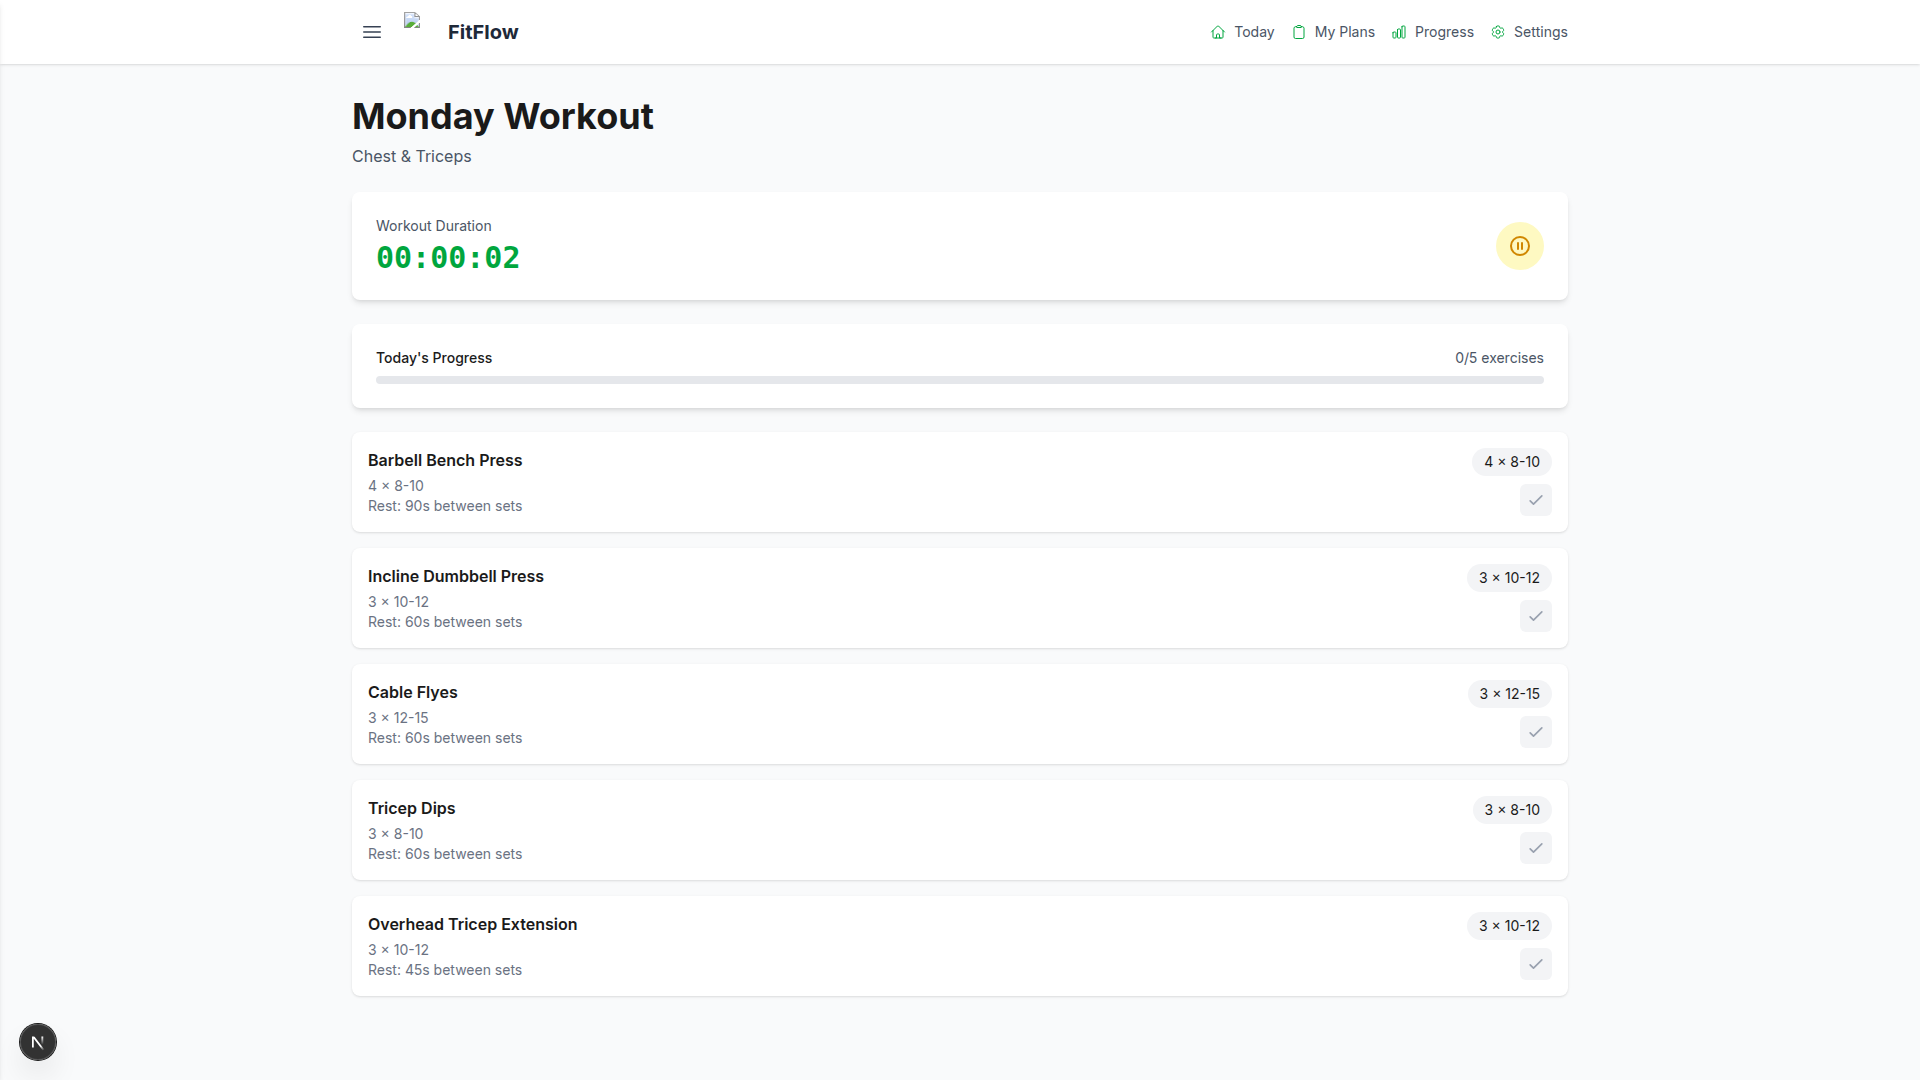 FitFlow
Today
My Plans
Progress
Settings
Monday Workout
Chest & Triceps
Workout Duration
00:00:02
Today's Progress
0/5 exercises
Barbell Bench Press
4 × 8-10
4 × 8-10
Rest: 90s between sets
Incline Dumbbell Press
3 × 10-12
3 × 10-12
Rest: 60s between sets
Cable Flyes
3 × 12-15
3 × 12-15
Rest: 60s between sets
Tricep Dips
3 × 8-10
3 × 8-10
Rest: 60s between sets
Overhead Tricep Extension
3 × 10-12
3 × 10-12
Rest: 45s between sets
N